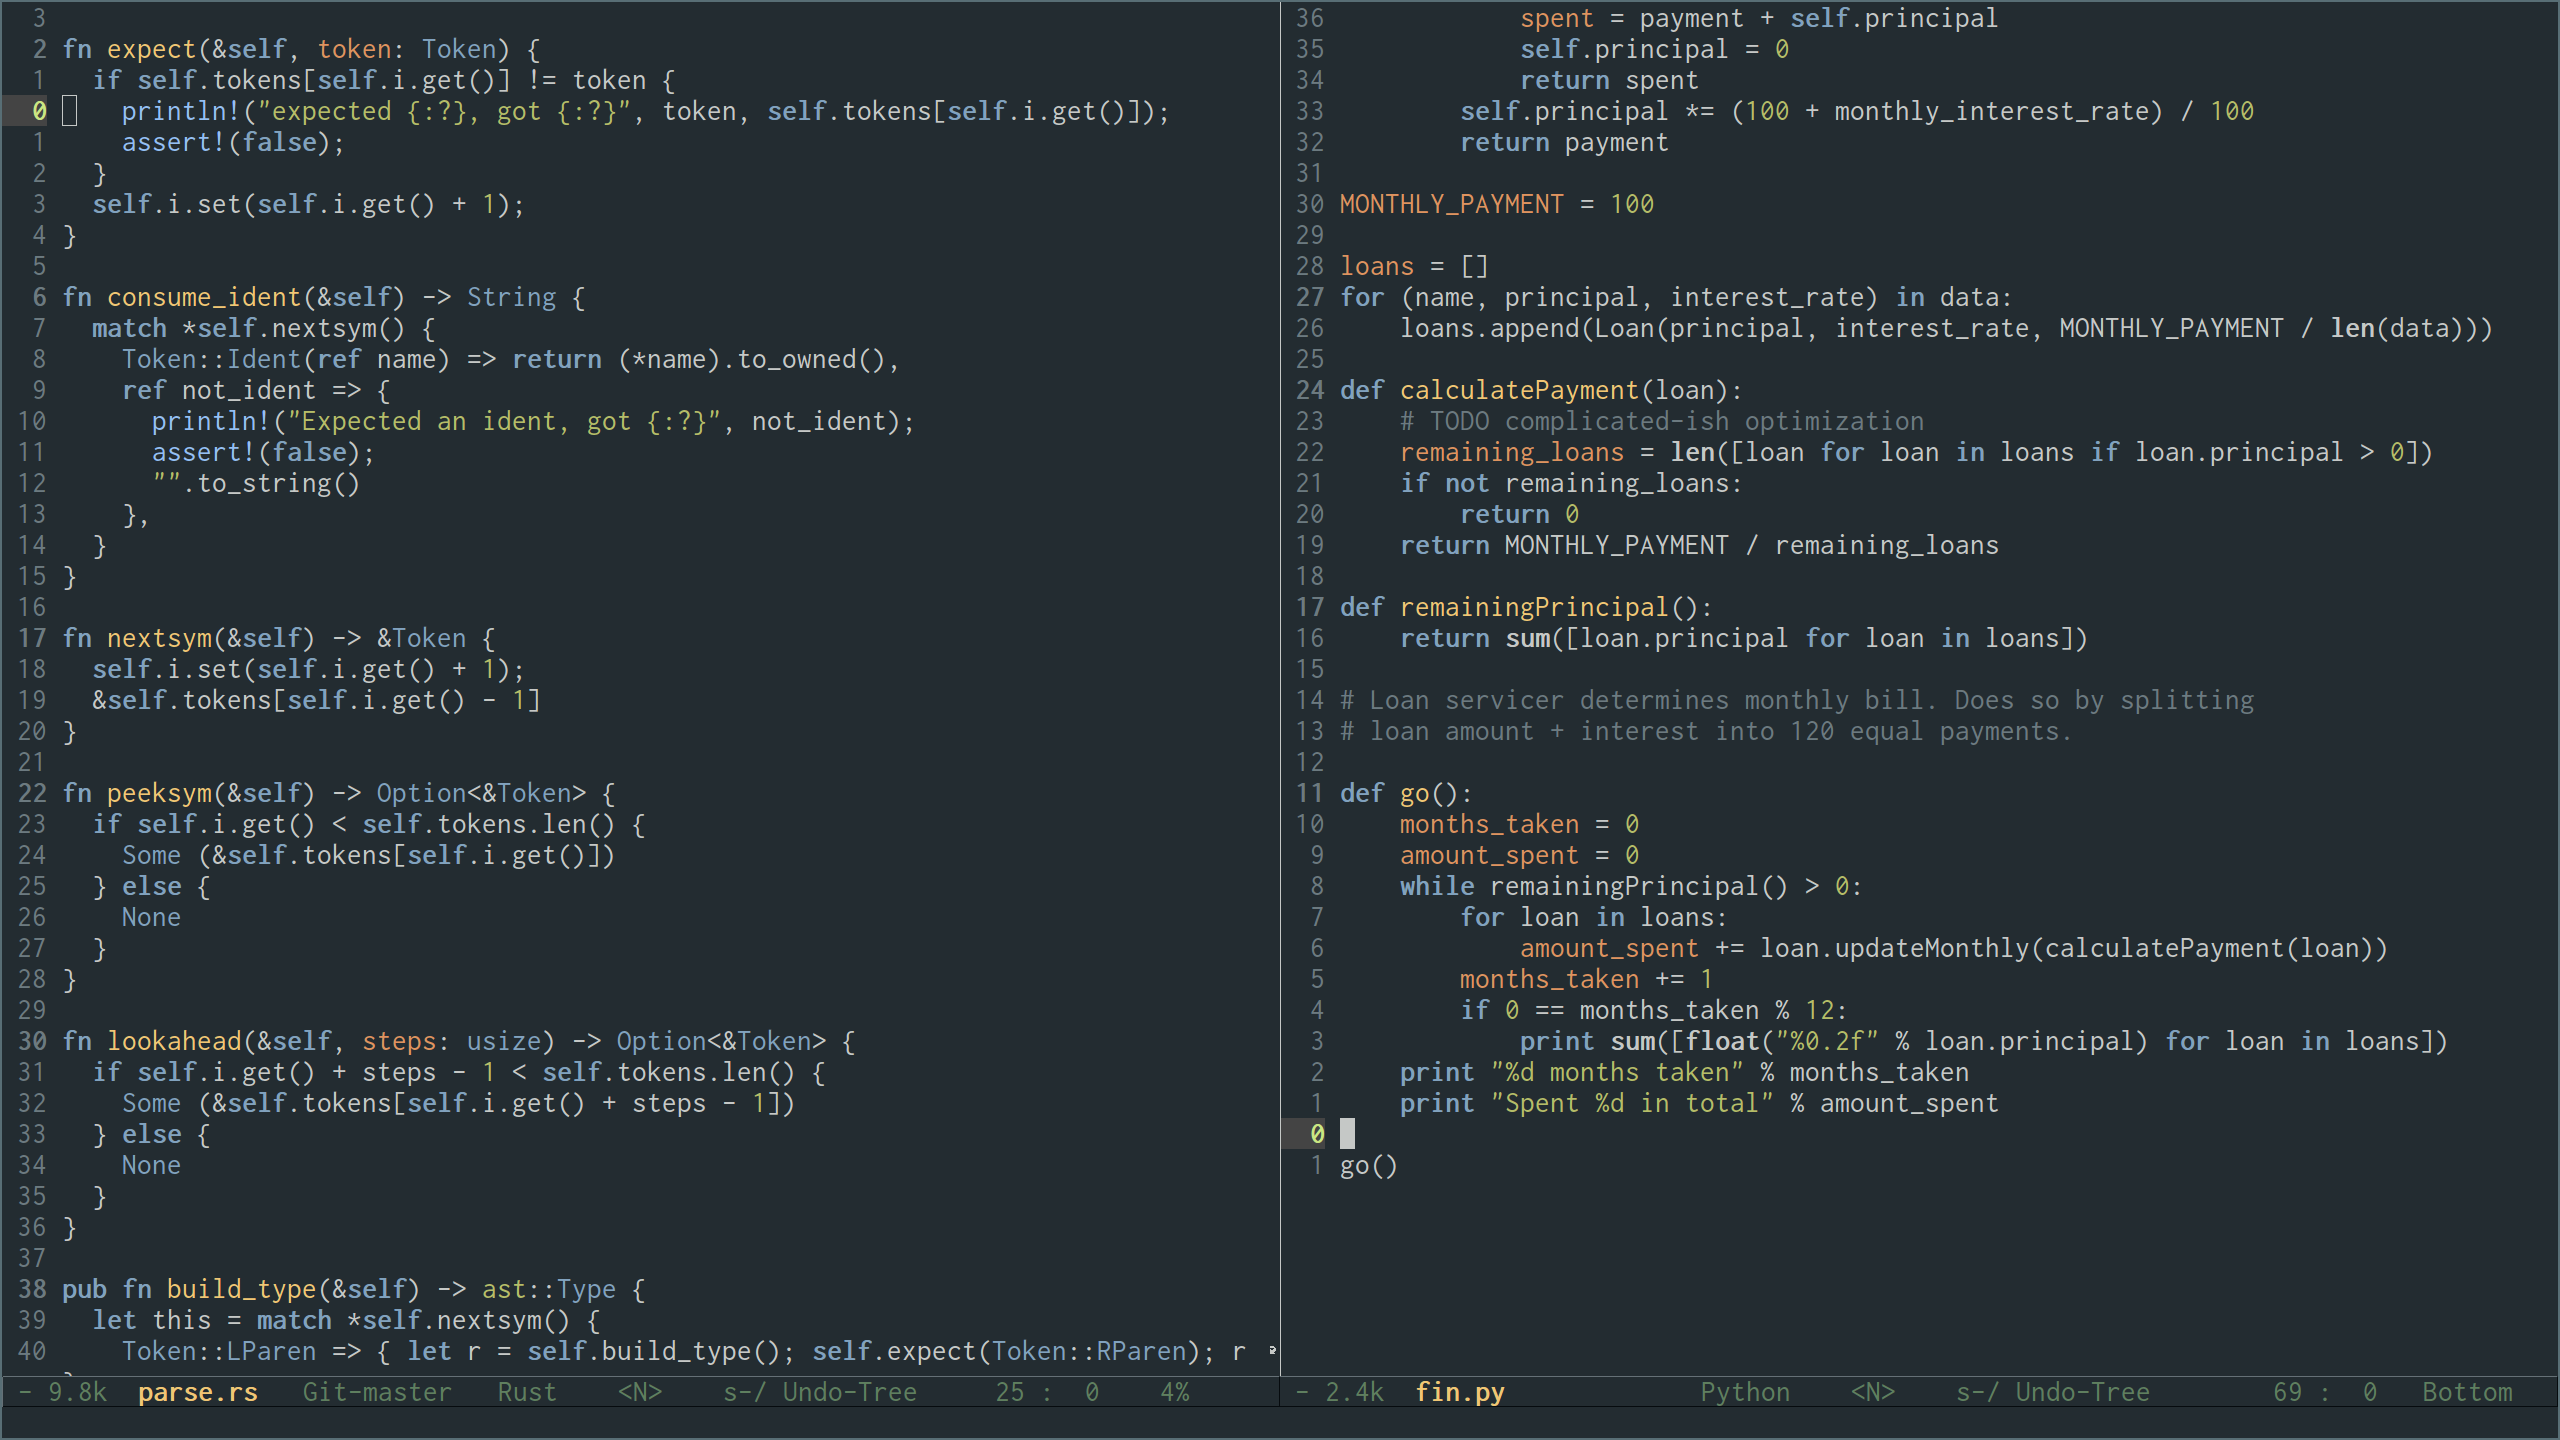 3
2 fn expect(&self, token: Token) {
1   if self.tokens[self.i.get()] != token {
0     println!("expected {:?}, got {:?}", token, self.tokens[self.i.get()]);
1     assert!(false);
2   }
3   self.i.set(self.i.get() + 1);
4 }
5
6 fn consume_ident(&self) -> String {
7   match *self.nextsym() {
8     Token::Ident(ref name) => return (*name).to_owned(),
9     ref not_ident => {
10       println!("Expected an ident, got {:?}", not_ident);
11       assert!(false);
12       "".to_string()
13     },
14   }
15 }
16
17 fn nextsym(&self) -> &Token {
18   self.i.set(self.i.get() + 1);
19   &self.tokens[self.i.get() - 1]
20 }
21
22 fn peeksym(&self) -> Option<&Token> {
23   if self.i.get() < self.tokens.len() {
24     Some (&self.tokens[self.i.get()])
25   } else {
26     None
27   }
28 }
29
30 fn lookahead(&self, steps: usize) -> Option<&Token> {
31   if self.i.get() + steps - 1 < self.tokens.len() {
32     Some (&self.tokens[self.i.get() + steps - 1])
33   } else {
34     None
35   }
36 }
37
38 pub fn build_type(&self) -> ast::Type {
39   let this = match *self.nextsym() {
40     Token::LParen => { let r = self.build_type(); self.expect(Token::RParen); r
- 9.8k  parse.rs   Git-master   Rust    <N>    s-/ Undo-Tree     25 :  0    4%
36             spent = payment + self.principal
35             self.principal = 0
34             return spent
33         self.principal *= (100 + monthly_interest_rate) / 100
32         return payment
31
30 MONTHLY_PAYMENT = 100
29
28 loans = []
27 for (name, principal, interest_rate) in data:
26     loans.append(Loan(principal, interest_rate, MONTHLY_PAYMENT / len(data)))
25
24 def calculatePayment(loan):
23     # TODO complicated-ish optimization
22     remaining_loans = len([loan for loan in loans if loan.principal > 0])
21     if not remaining_loans:
20         return 0
19     return MONTHLY_PAYMENT / remaining_loans
18
17 def remainingPrincipal():
16     return sum([loan.principal for loan in loans])
15
14 # Loan servicer determines monthly bill. Does so by splitting
13 # loan amount + interest into 120 equal payments.
12
11 def go():
10     months_taken = 0
9     amount_spent = 0
8     while remainingPrincipal() > 0:
7         for loan in loans:
6             amount_spent += loan.updateMonthly(calculatePayment(loan))
5         months_taken += 1
4         if 0 == months_taken % 12:
3             print sum([float("%0.2f" % loan.principal) for loan in loans])
2     print "%d months taken" % months_taken
1     print "Spent %d in total" % amount_spent
0
1 go()
- 2.4k  fin.py             Python    <N>    s-/ Undo-Tree        69 :  0   Bottom